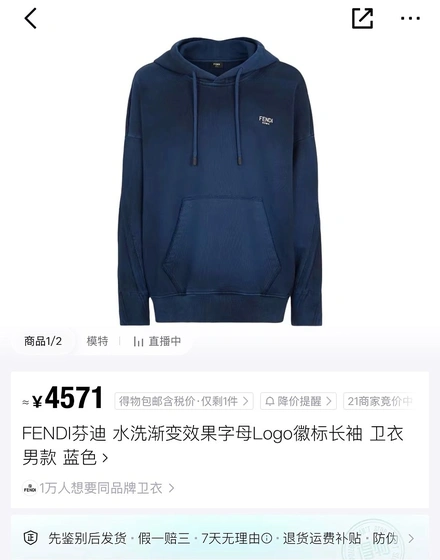 FENDI
商品1/2
模特
直播中
≈¥4571
得物包邮含税价·仅剩1件 >
降价提醒 >
21商家竞价中
FENDI芬迪 水洗渐变效果字母Logo徽标长袖 卫衣
男款 蓝色 >
FENDI 1万人想要同品牌卫衣 >
先鉴别后发货 · 假一赔三 · 7天无理由 · 退货运费补贴 · 防伪 >